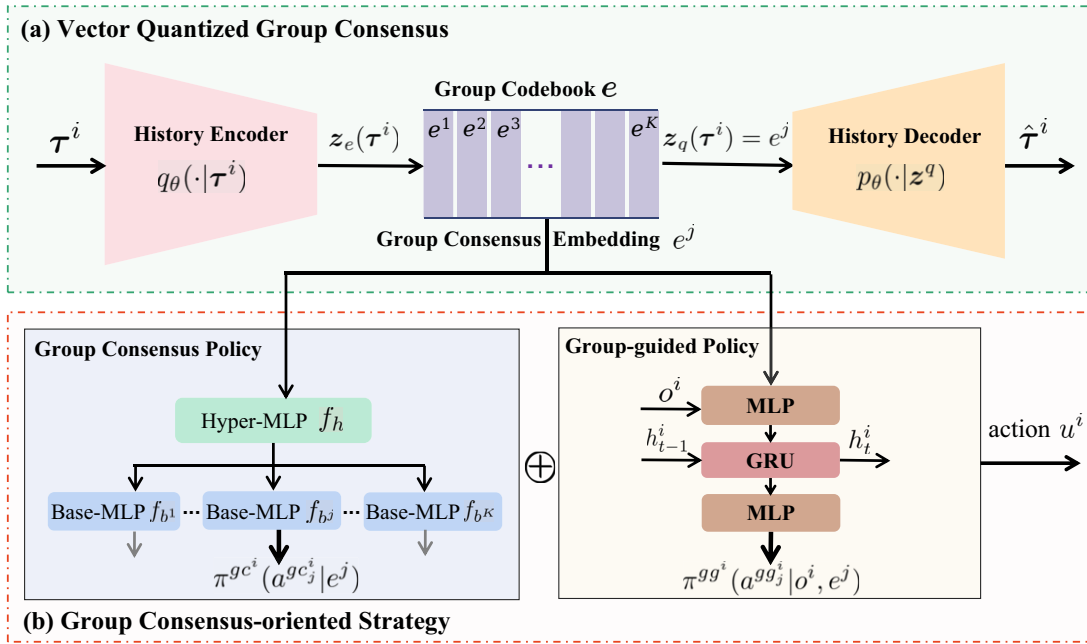 (a) Vector Quantized Group Consensus
Group Codebook e
τ^i
History Encoder
q_θ(·|τ^i)
z_e(τ^i)
e^1 e^2 e^3 ... e^K
z_q(τ^i) = e^j
History Decoder
p_θ(·|z^q)
τ̂^i
Group Consensus Embedding e^j
Group Consensus Policy
Hyper-MLP f_h
Base-MLP f_{b^1} ... Base-MLP f_{b^j} ... Base-MLP f_{b^K}
π^{gc^i}(a^{gc^i_j}|e^j)
⊕
Group-guided Policy
o^i
MLP
h^i_{t-1}
GRU
h^i_t
MLP
π^{gg^i}(a^{gg^i_j}|o^i, e^j)
action u^i
(b) Group Consensus-oriented Strategy